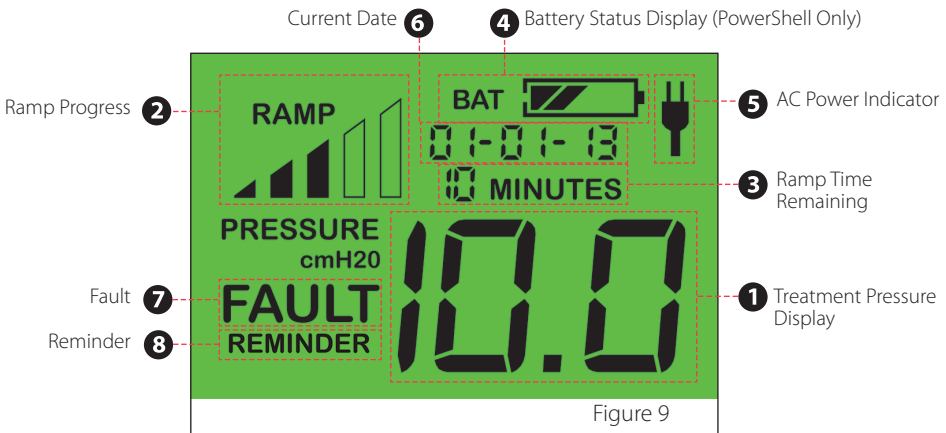 Current Date 6
4 Battery Status Display (PowerShell Only)
Ramp Progress 2
RAMP
BAT
5 AC Power Indicator
01-01-13
10 MINUTES
3 Ramp Time
Remaining
PRESSURE
cmH20
10.0
1 Treatment Pressure
Display
Fault 7
FAULT
Reminder 8
REMINDER
Figure 9